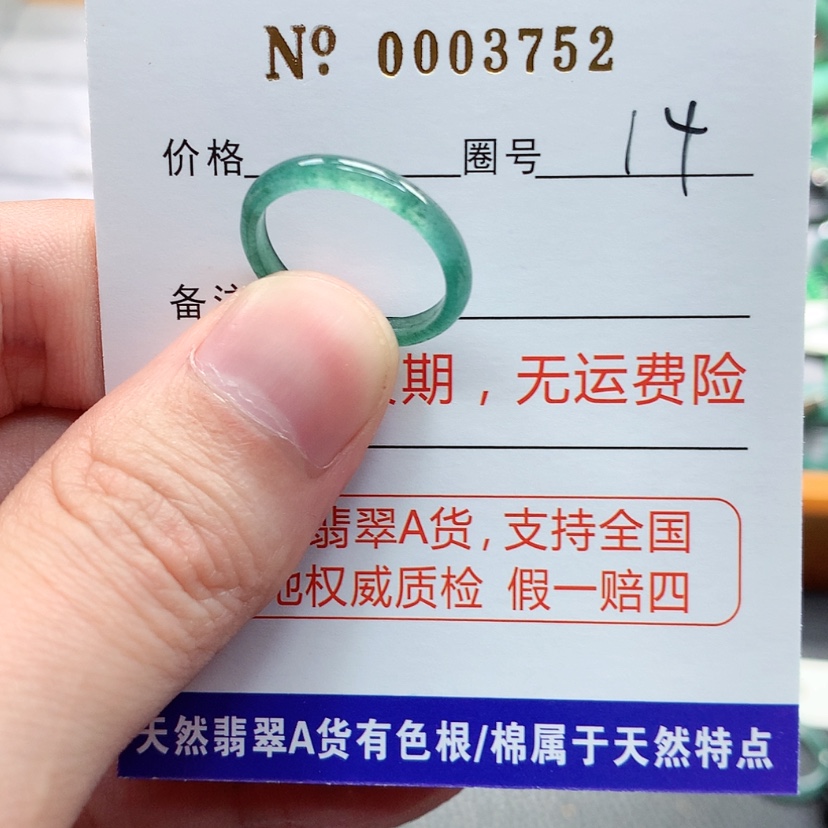 Nº 0003752
价格 圈号 14
备注
期，无运费险
翡翠A货，支持全国
权威质检 假一赔四
天然翡翠A货有色根/棉属于天然特点